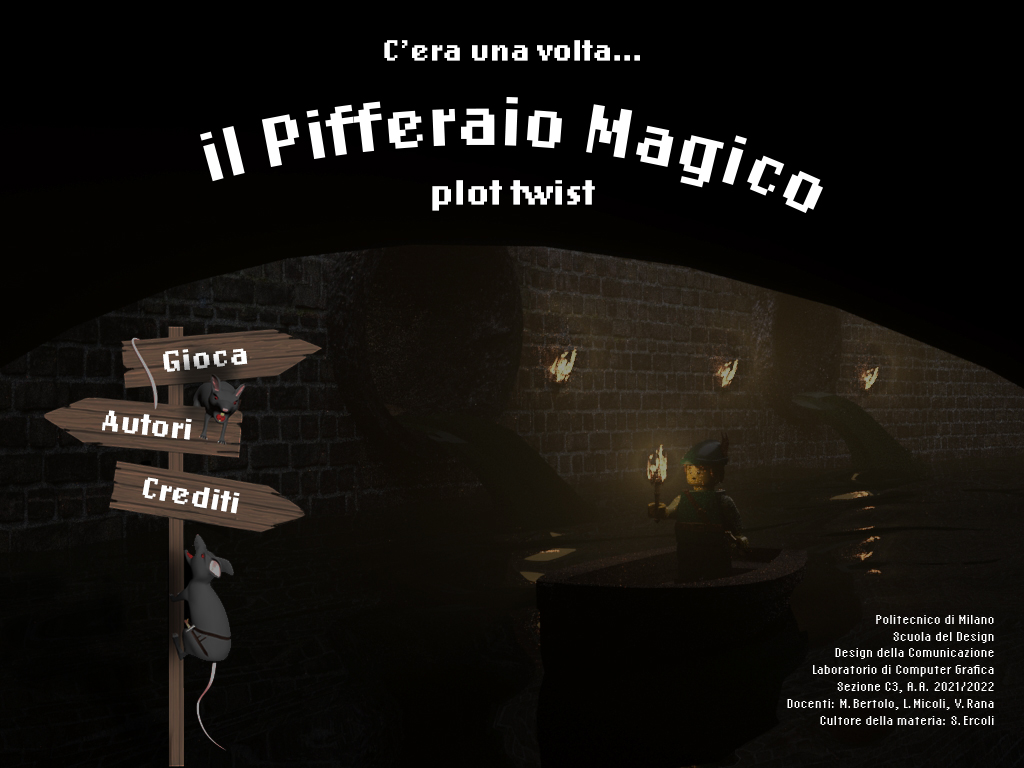 C'era una volta...
il Pifferaio Magico
plot twist
Gioca
Autori
Crediti
Politecnico di Milano
Scuola del Design
Design della Comunicazione
Laboratorio di Computer Grafica
Sezione C3, A.A. 2021/2022
Docenti: M.Bertolo, L.Micoli, V.Rana
Cultore della materia: S.Ercoli